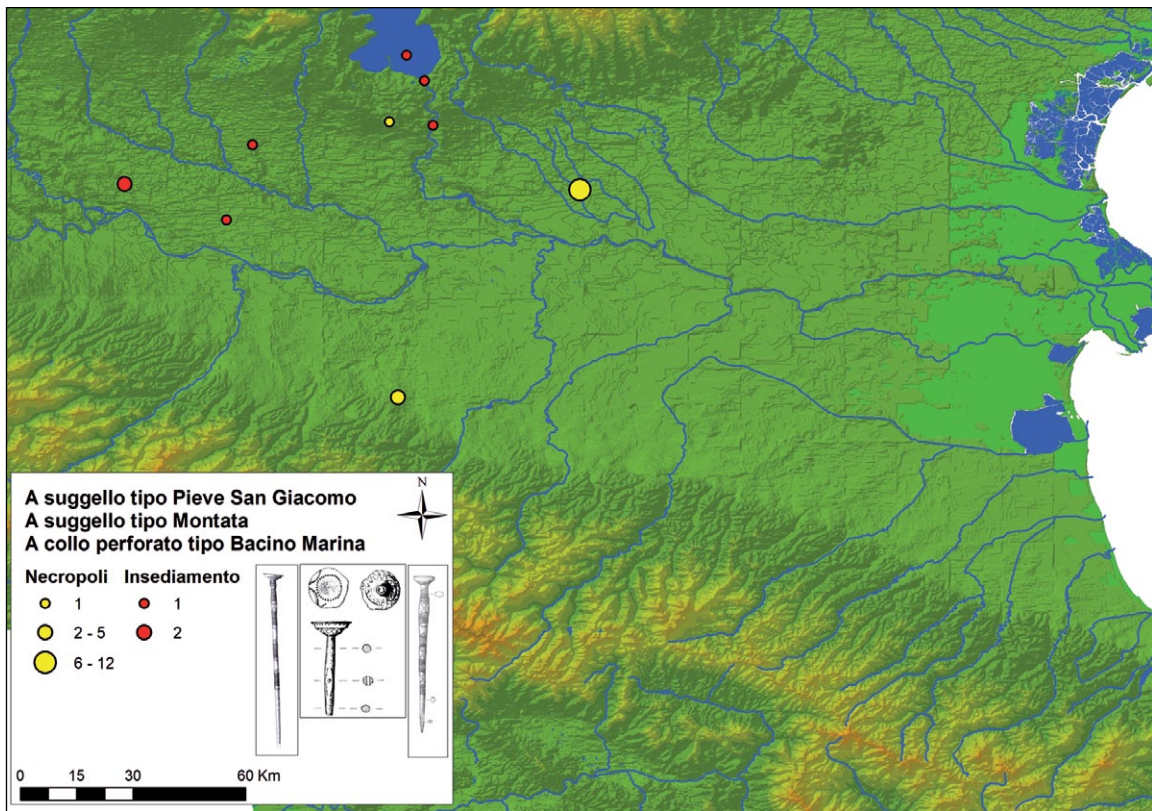 A suggello tipo Pieve San Giacomo
A suggello tipo Montata
A collo perforato tipo Bacino Marina
N
Necropoli Insediamento
1 1
2 - 5 2
6 - 12
0 15 30 60 Km